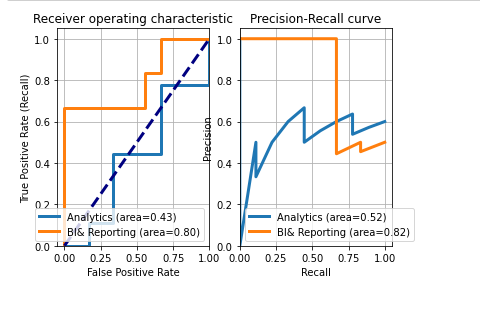 Receiver operating characteristic
True Positive Rate (Recall)
1.0
0.8
0.6
0.4
0.2
0.0
Analytics (area=0.43)
BI& Reporting (area=0.80)
0.00 0.25 0.50 0.75 1.00
False Positive Rate
Precision-Recall curve
Precision
1.0
0.8
0.6
0.4
0.2
0.0
Analytics (area=0.52)
BI& Reporting (area=0.82)
0.00 0.25 0.50 0.75 1.00
Recall